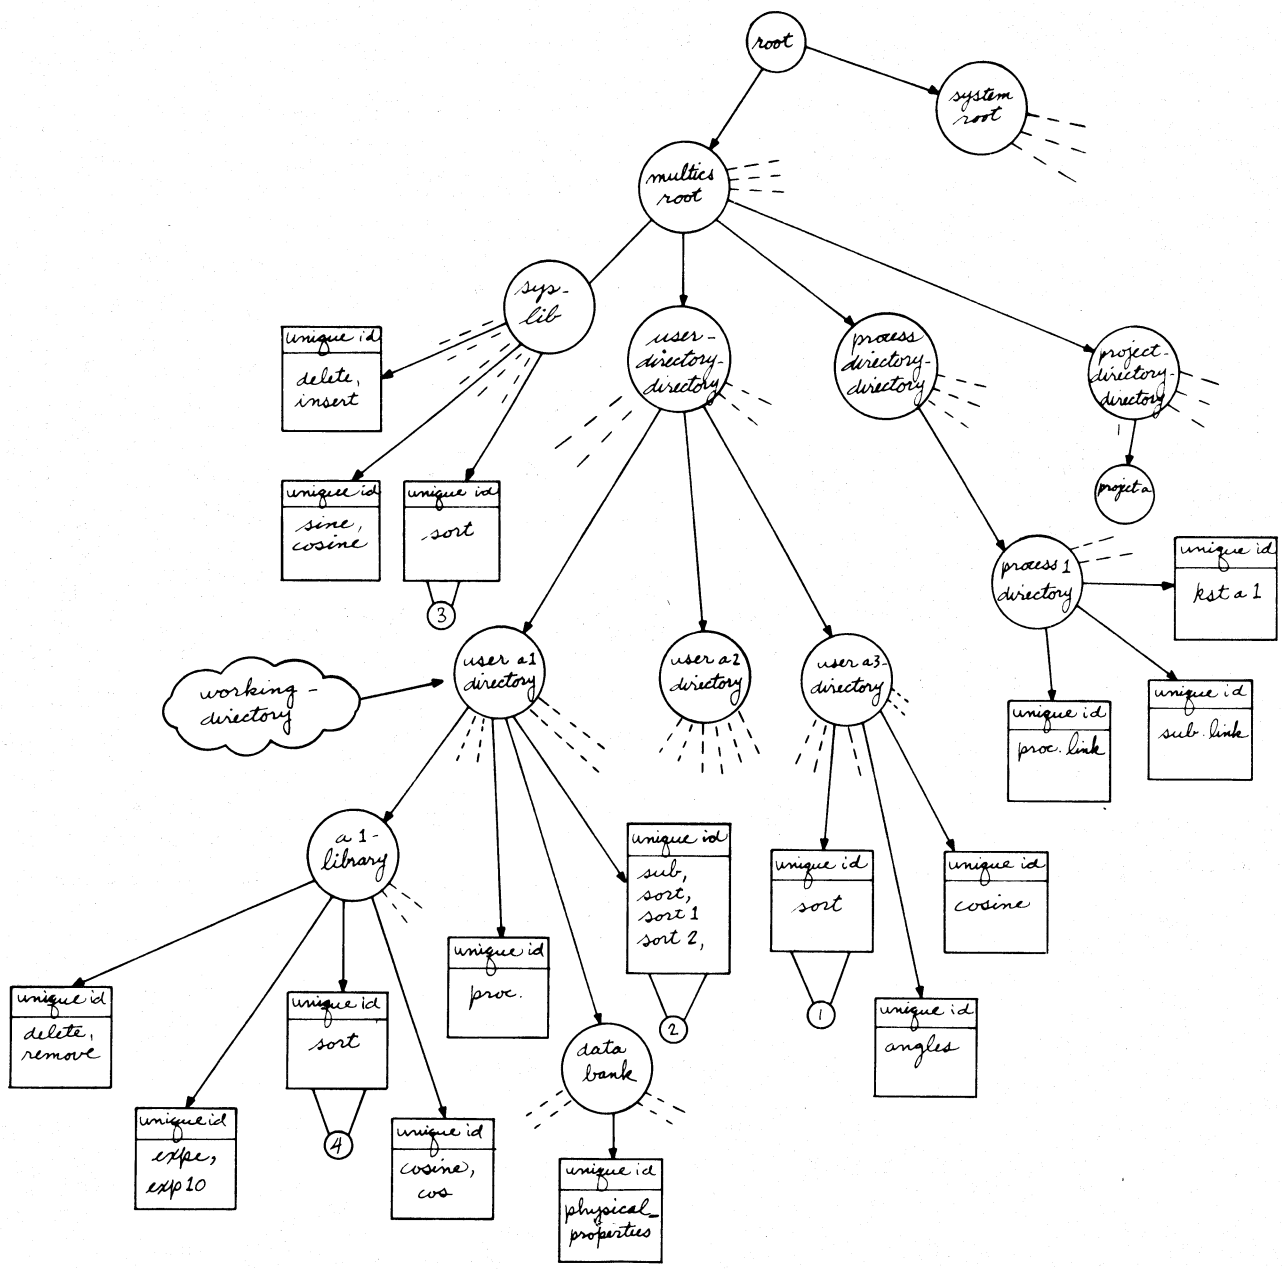 root
system
root
multics
root
sys-
lib
user-
directory-
directory
process
directory-
directory
project-
directory-
directory
unique id
delete,
insert
unique id
sine,
cosine
unique id
sort
3
project a
process 1
directory
unique id
kst a 1
unique id
proc. link
unique id
sub. link
working-
directory
user a1
directory
user a2
directory
user a3-
directory
a 1-
library
unique id
proc.
unique id
sub,
sort,
sort 1
sort 2,
2
unique id
sort
1
unique id
cosine
unique id
angles
unique id
delete,
remove
unique id
expe,
exp10
unique id
sort
4
unique id
cosine,
cos
data
bank
unique id
physical_
properties